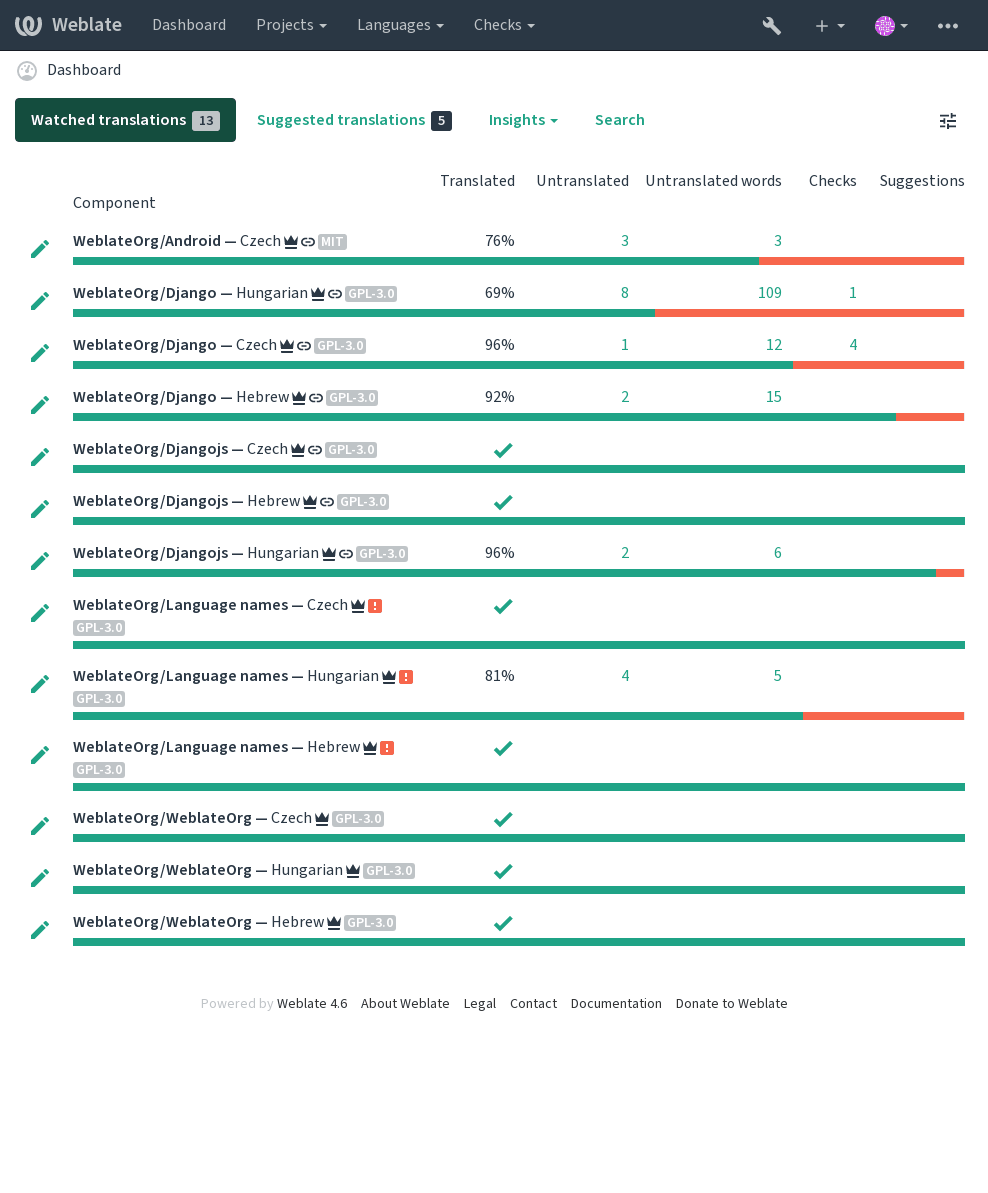 Weblate Dashboard Projects Languages Checks
Dashboard
Watched translations 13 Suggested translations 5 Insights Search
Translated Untranslated Untranslated words Checks Suggestions
Component
WeblateOrg/Android — Czech MIT 76% 3 3
WeblateOrg/Django — Hungarian GPL-3.0 69% 8 109 1
WeblateOrg/Django — Czech GPL-3.0 96% 1 12 4
WeblateOrg/Django — Hebrew GPL-3.0 92% 2 15
WeblateOrg/Djangojs — Czech GPL-3.0
WeblateOrg/Djangojs — Hebrew GPL-3.0
WeblateOrg/Djangojs — Hungarian GPL-3.0 96% 2 6
WeblateOrg/Language names — Czech
GPL-3.0
WeblateOrg/Language names — Hungarian 81% 4 5
GPL-3.0
WeblateOrg/Language names — Hebrew
GPL-3.0
WeblateOrg/WeblateOrg — Czech GPL-3.0
WeblateOrg/WeblateOrg — Hungarian GPL-3.0
WeblateOrg/WeblateOrg — Hebrew GPL-3.0
Powered by Weblate 4.6 About Weblate Legal Contact Documentation Donate to Weblate